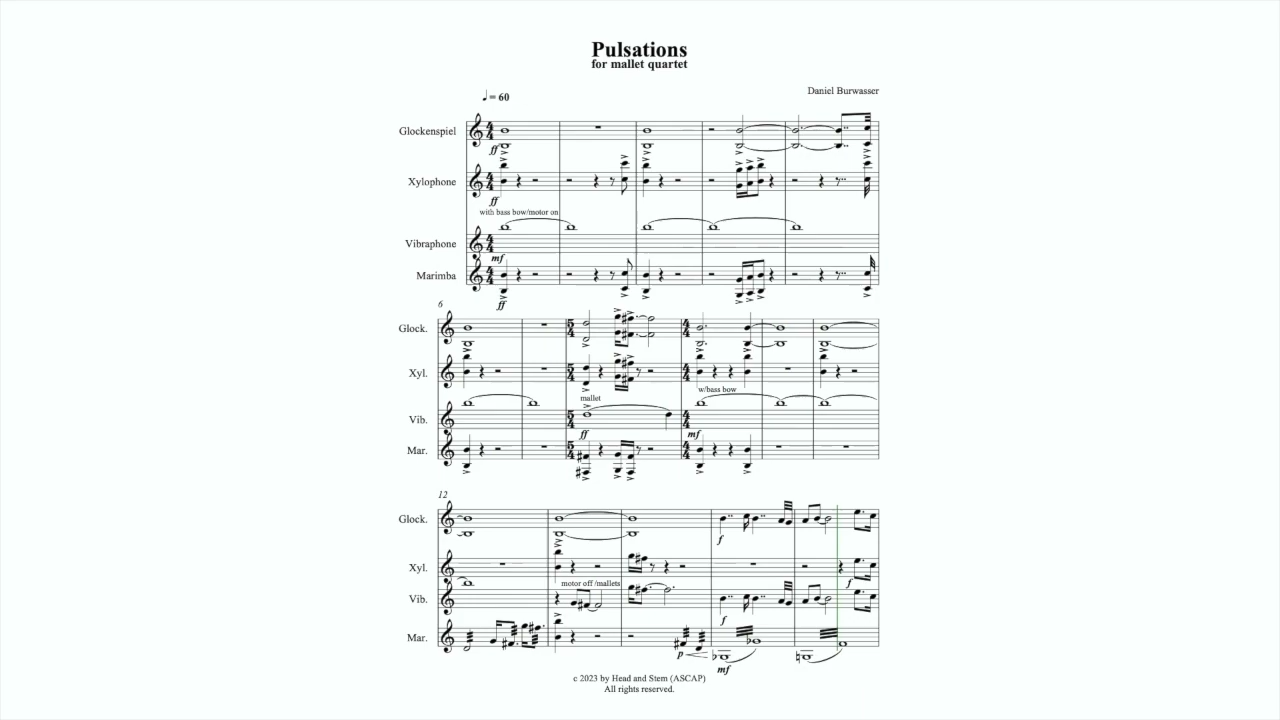 Pulsations
for mallet quartet
Daniel Burwasser
♩ = 60
Glockenspiel
ff
Xylophone
ff
with bass bow/motor on
Vibraphone
mf
Marimba
ff
6
Glock.
Xyl.
w/bass bow
mallet
Vib.
ff
mf
Mar.
12
Glock.
f
Xyl.
f
motor off /mallets
Vib.
f
Mar.
p
mf
c 2023 by Head and Stem (ASCAP)
All rights reserved.